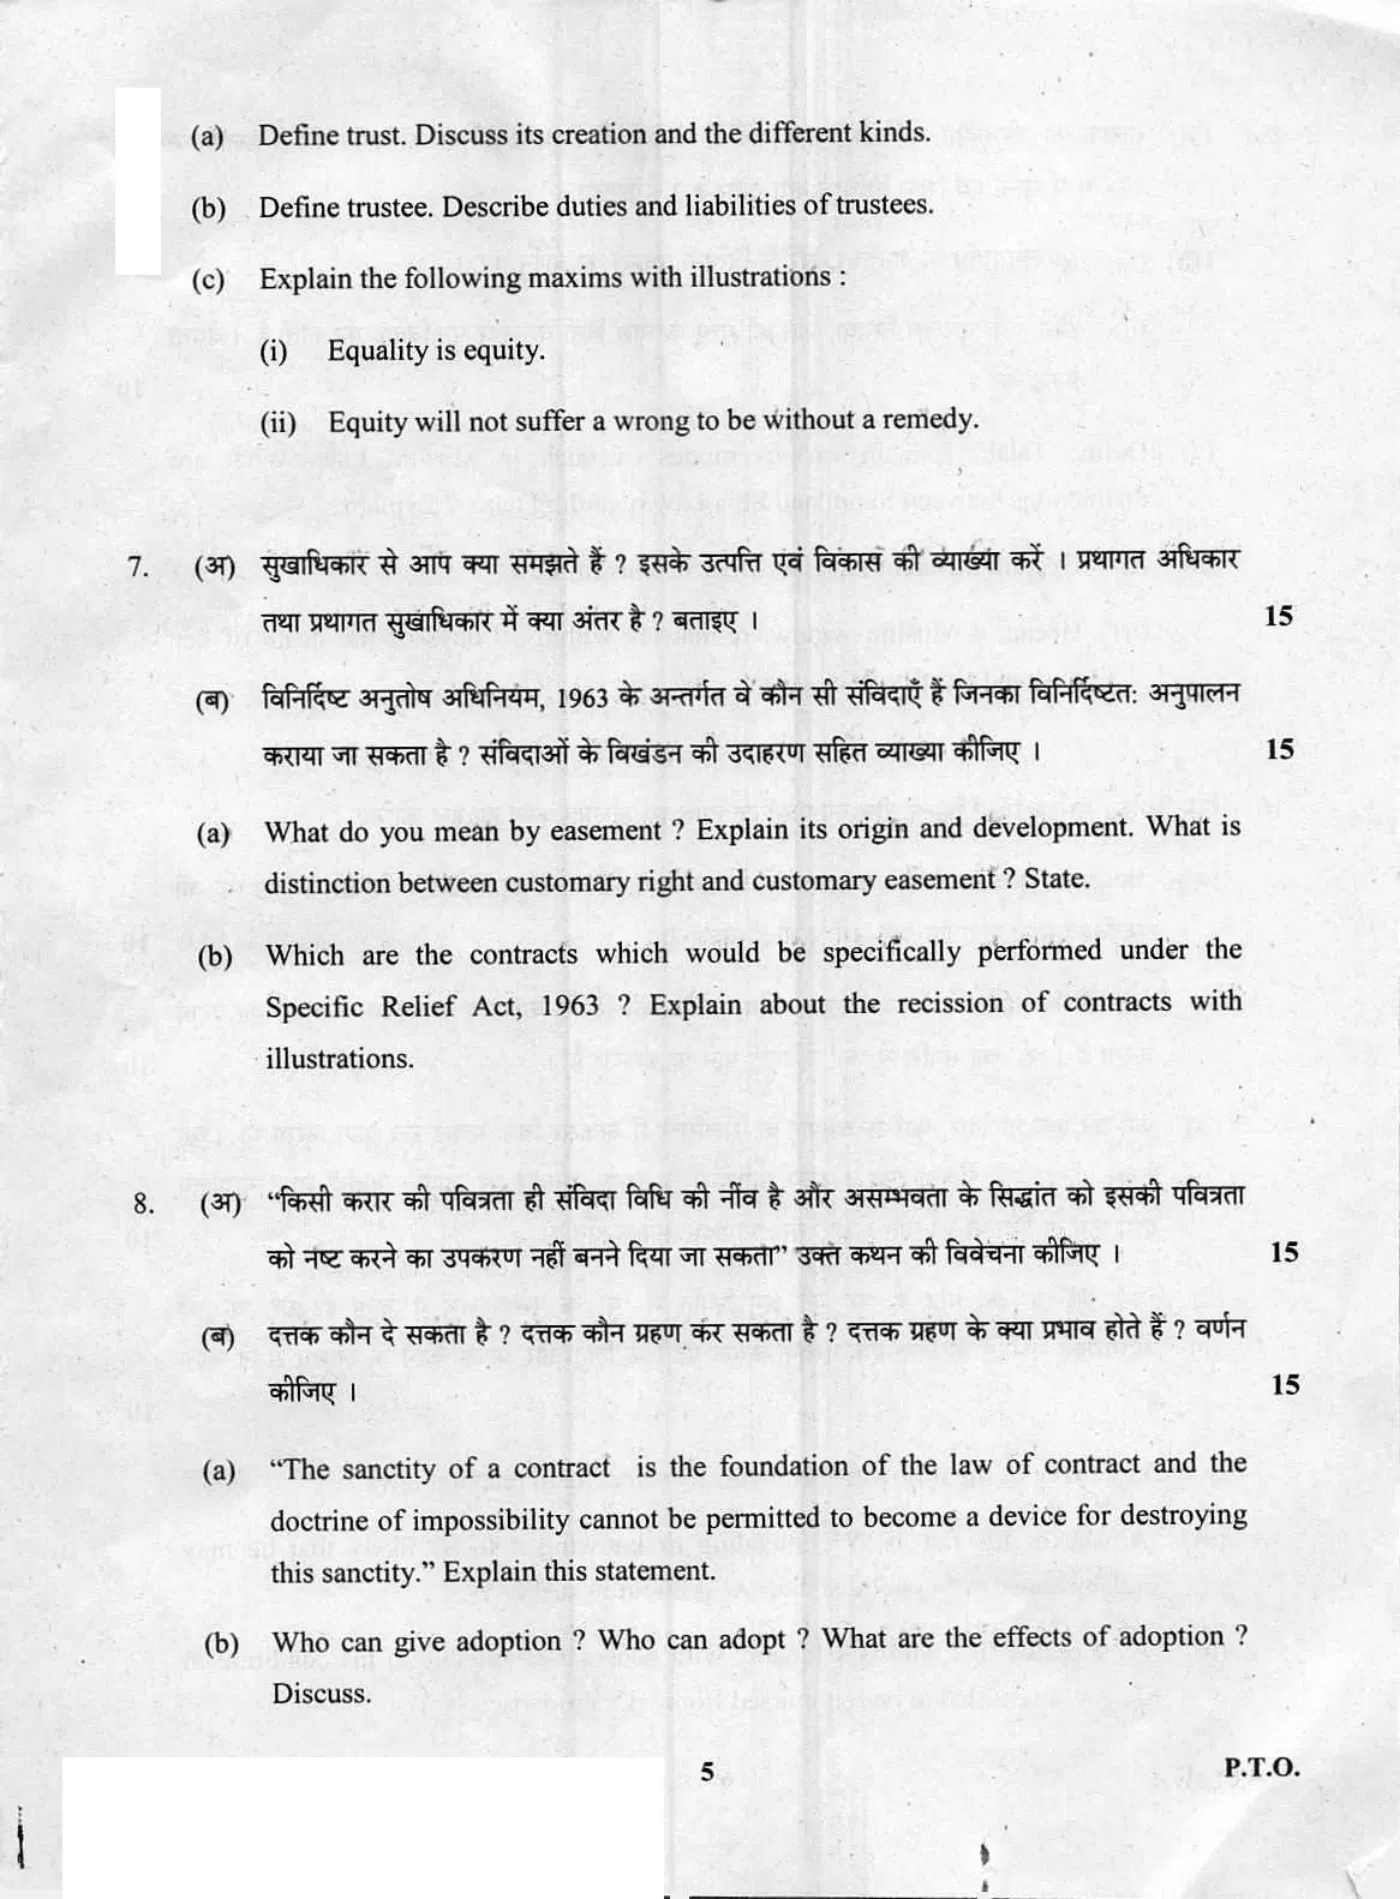 (a) Define trust. Discuss its creation and the different kinds.
(b) Define trustee. Describe duties and liabilities of trustees.
(c) Explain the following maxims with illustrations :
(i) Equality is equity.
(ii) Equity will not suffer a wrong to be without a remedy.
7. (अ) सुखाधिकार से आप क्या समझते हैं ? इसके उत्पत्ति एवं विकास की व्याख्या करें । प्रथागत अधिकार
तथा प्रथागत सुखाधिकार में क्या अंतर है ? बताइए । 15
(ब) विनिर्दिष्ट अनुतोष अधिनियम, 1963 के अन्तर्गत वे कौन सी संविदाएँ हैं जिनका विनिर्दिष्टतः अनुपालन
कराया जा सकता है ? संविदाओं के विखंडन की उदाहरण सहित व्याख्या कीजिए । 15
(a) What do you mean by easement ? Explain its origin and development. What is
distinction between customary right and customary easement ? State.
(b) Which are the contracts which would be specifically performed under the
Specific Relief Act, 1963 ? Explain about the recission of contracts with
illustrations.
8. (अ) “किसी करार की पवित्रता ही संविदा विधि की नींव है और असम्भवता के सिद्धांत को इसकी पवित्रता
को नष्ट करने का उपकरण नहीं बनने दिया जा सकता” उक्त कथन की विवेचना कीजिए । 15
(ब) दत्तक कौन दे सकता है ? दत्तक कौन ग्रहण कर सकता है ? दत्तक ग्रहण के क्या प्रभाव होते हैं ? वर्णन
कीजिए । 15
(a) “The sanctity of a contract is the foundation of the law of contract and the
doctrine of impossibility cannot be permitted to become a device for destroying
this sanctity.” Explain this statement.
(b) Who can give adoption ? Who can adopt ? What are the effects of adoption ?
Discuss.
5 P.T.O.